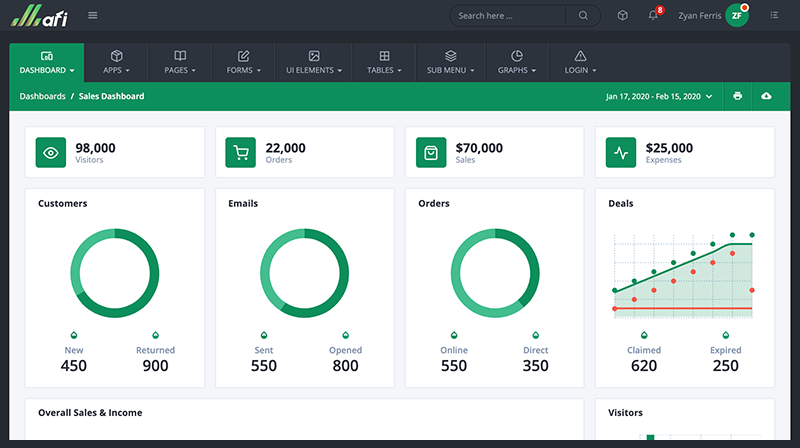 afi
Search here ...
8
Zyan Ferris
ZF
DASHBOARD
APPS
PAGES
FORMS
UI ELEMENTS
TABLES
SUB MENU
GRAPHS
LOGIN
Dashboards / Sales Dashboard
Jan 17, 2020 - Feb 15, 2020
98,000
Visitors
22,000
Orders
$70,000
Sales
$25,000
Expenses
Customers
New
450
Returned
900
Emails
Sent
550
Opened
800
Orders
Online
550
Direct
350
Deals
Claimed
620
Expired
250
Overall Sales & Income
Visitors